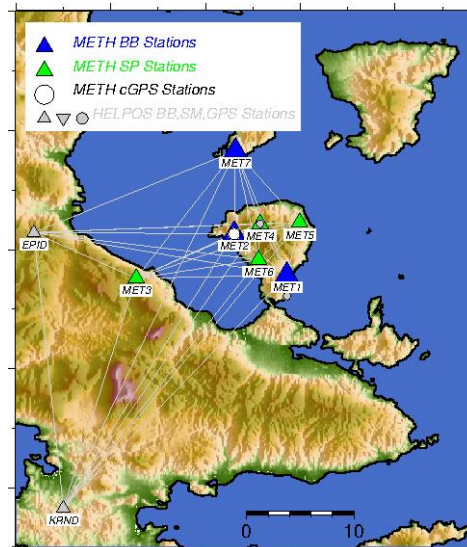 METH BB Stations
METH SP Stations
METH cGPS Stations
HELPOS BB,SM,GPS Stations
MET7
EPID
MET2
MET4
MET5
MET6
MET3
MET1
KRND
0 10